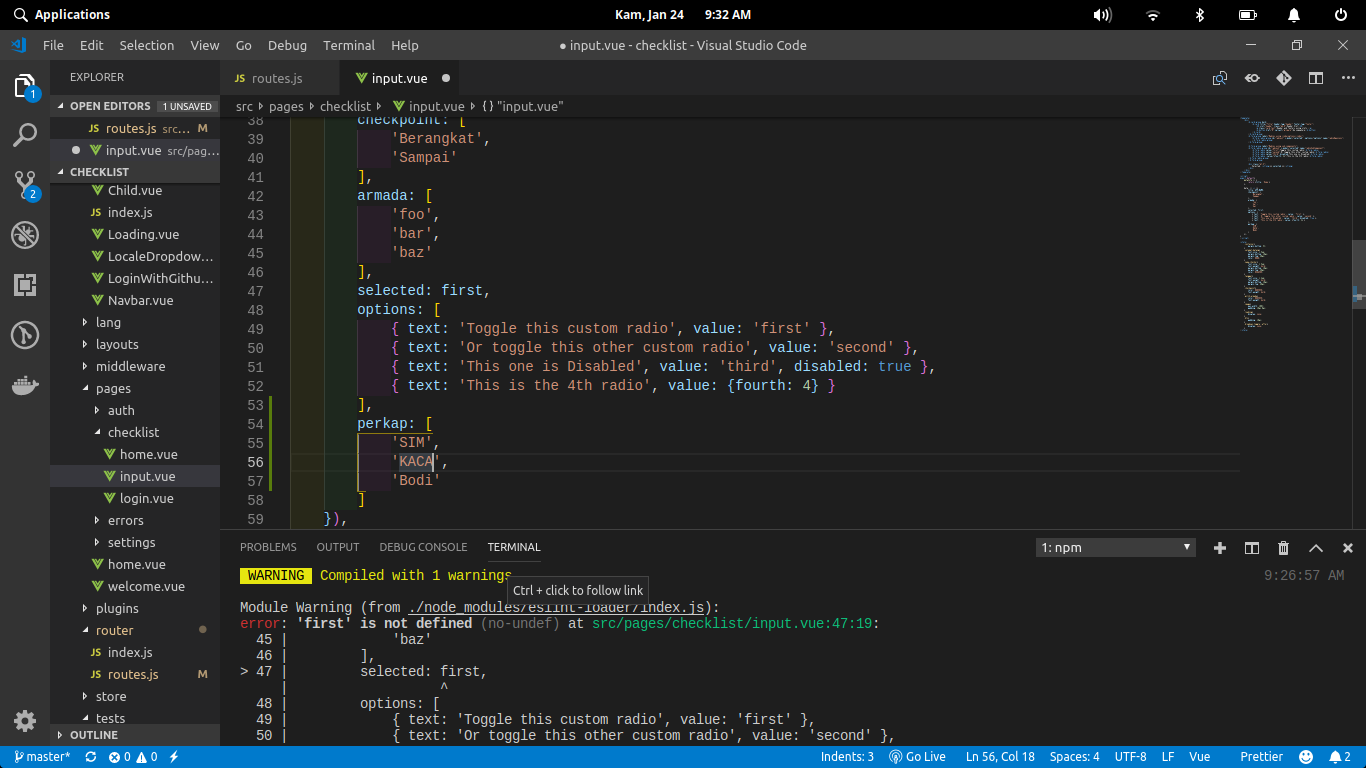 Applications
Kam, Jan 24 9:32 AM
File Edit Selection View Go Debug Terminal Help
● input.vue - checklist - Visual Studio Code
EXPLORER
JS routes.js
input.vue ●
OPEN EDITORS 1 UNSAVED
src pages checklist input.vue {} "input.vue"
JS routes.js src... M
● input.vue src/pag...
CHECKLIST
Child.vue
JS index.js
Loading.vue
LocaleDropdow...
LoginWithGithu...
Navbar.vue
lang
layouts
middleware
pages
auth
checklist
home.vue
input.vue
login.vue
errors
settings
home.vue
welcome.vue
plugins
router
JS index.js
JS routes.js M
store
tests
OUTLINE
1
2
38 checkpoint: [
39 'Berangkat',
40 'Sampai'
41 ],
42 armada: [
43 'foo',
44 'bar',
45 'baz'
46 ],
47 selected: first,
48 options: [
49 { text: 'Toggle this custom radio', value: 'first' },
50 { text: 'Or toggle this other custom radio', value: 'second' },
51 { text: 'This one is Disabled', value: 'third', disabled: true },
52 { text: 'This is the 4th radio', value: {fourth: 4} }
53 ],
54 perkap: [
55 'SIM',
56 'KACA',
57 'Bodi'
58 ]
59 }),
PROBLEMS OUTPUT DEBUG CONSOLE TERMINAL
1: npm
WARNING Compiled with 1 warnings 9:26:57 AM
Ctrl + click to follow link
Module Warning (from ./node_modules/eslint-loader/index.js):
error: 'first' is not defined (no-undef) at src/pages/checklist/input.vue:47:19:
45 | 'baz'
46 | ],
> 47 | selected: first,
| ^
48 | options: [
49 | { text: 'Toggle this custom radio', value: 'first' },
50 | { text: 'Or toggle this other custom radio', value: 'second' },
master* 0 0 Indents: 3 Go Live Ln 56, Col 18 Spaces: 4 UTF-8 LF Vue Prettier 2